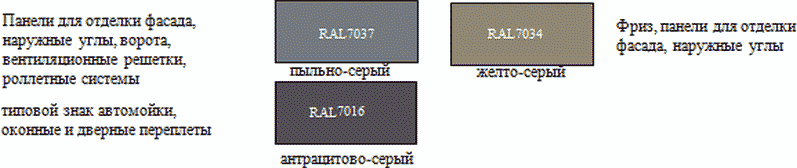 Панели для отделки фасада,
наружные углы, ворота,
вентиляционные решетки,
роллетные системы
RAL7037
пыльно-серый
RAL7034
желто-серый
Фриз, панели для отделки
фасада, наружные углы
типовой знак автомойки,
оконные и дверные переплеты
RAL7016
антрацитово-серый